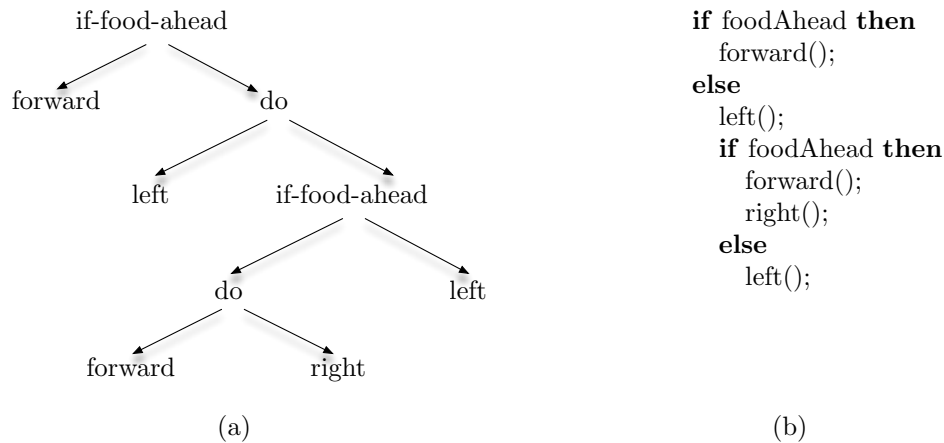 if-food-ahead
forward do
left if-food-ahead
do left
forward right
(a)
if foodAhead then
forward();
else
left();
if foodAhead then
forward();
right();
else
left();
(b)